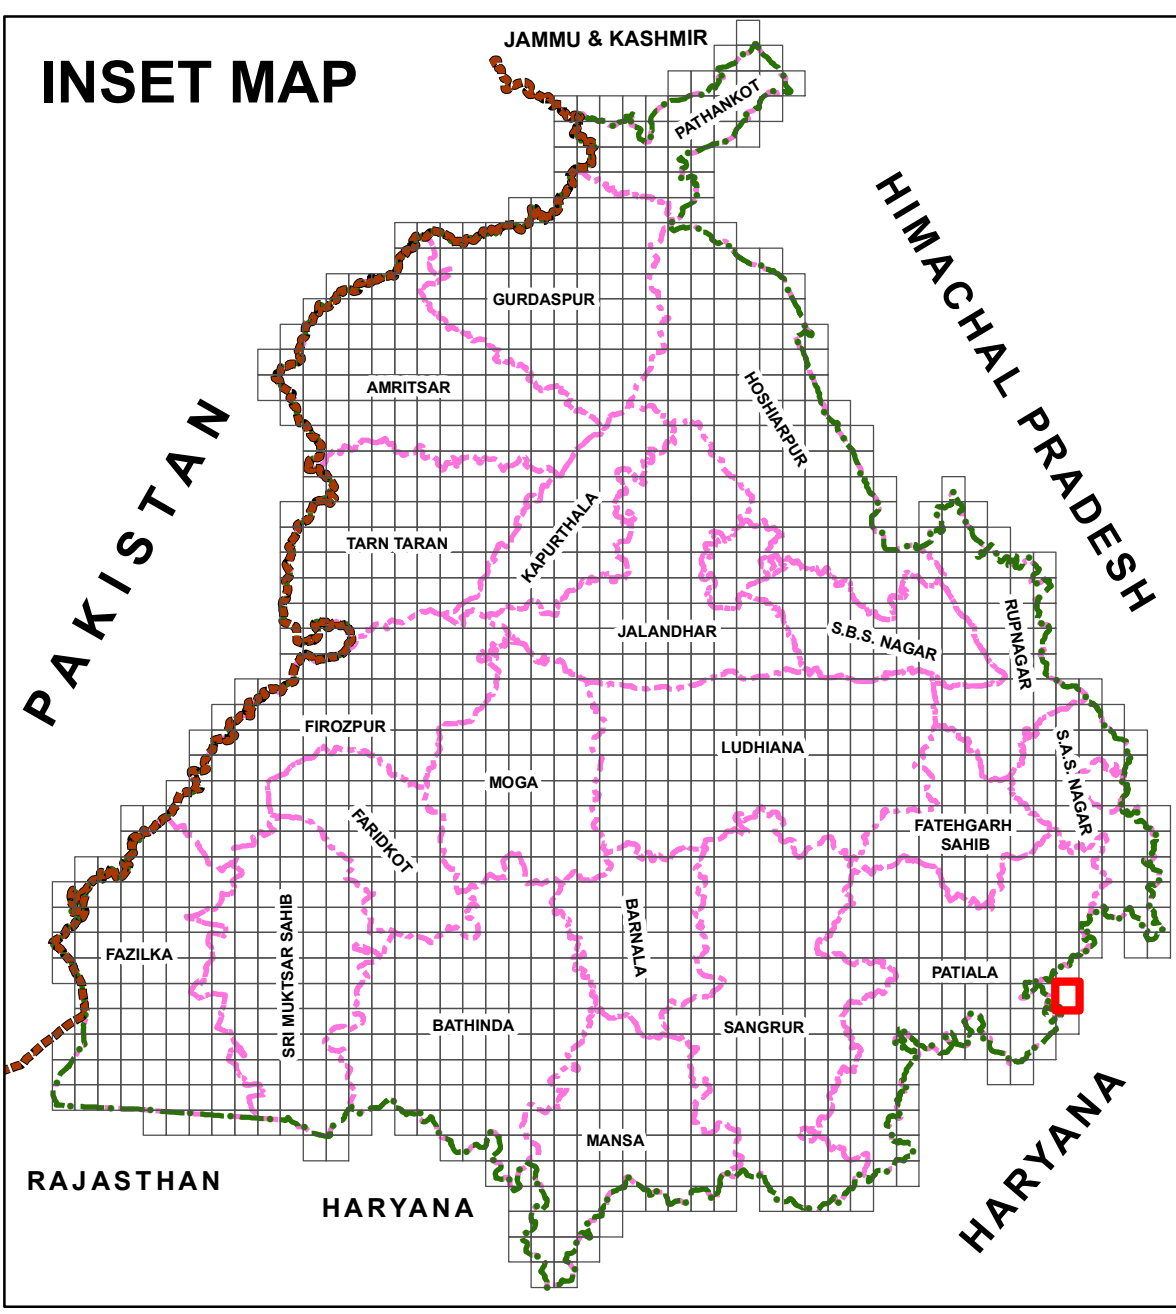 JAMMU & KASHMIR
INSET MAP
PATHANKOT
HIMACHAL PRADESH
GURDASPUR
AMRITSAR
HOSHIARPUR
PAKISTAN
KAPURTHALA
TARN TARAN
JALANDHAR
S.B.S. NAGAR
RUPNAGAR
FIROZPUR
LUDHIANA
S.A.S. NAGAR
MOGA
FARIDKOT
FATEHGARH
SAHIB
SRI MUKTSAR SAHIB
BARNALA
FAZILKA
PATIALA
BATHINDA
SANGRUR
MANSA
HARYANA
RAJASTHAN
HARYANA